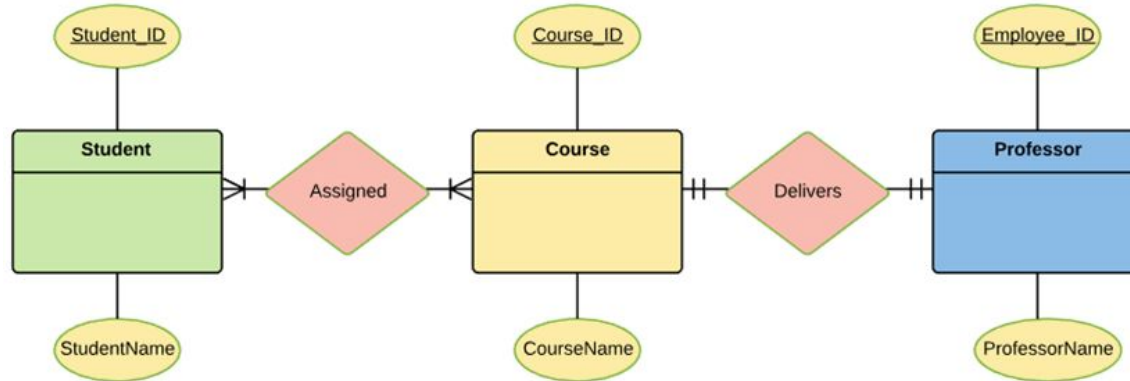 Student_ID
Course_ID
Employee_ID
Student
Course
Professor
Assigned
Delivers
StudentName
CourseName
ProfessorName